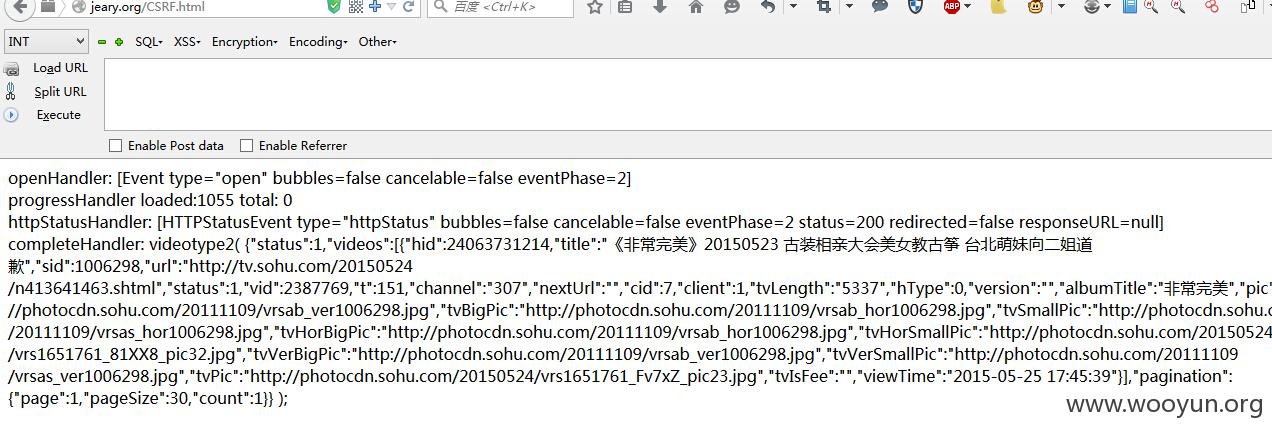 jeary.org/CSRF.html
百度 <Ctrl+K>
ABP
INT
SQL XSS Encryption Encoding Other
Load URL
Split URL
Execute
Enable Post data Enable Referrer
openHandler: [Event type="open" bubbles=false cancelable=false eventPhase=2]
progressHandler loaded:1055 total: 0
httpStatusHandler: [HTTPStatusEvent type="httpStatus" bubbles=false cancelable=false eventPhase=2 status=200 redirected=false responseURL=null]
completeHandler: videotype2( {"status":1,"videos":[{"hid":24063731214,"title":"《非常完美》20150523 古装相亲大会美女教古筝 台北萌妹向二姐道
歉","sid":1006298,"url":"http://tv.sohu.com/20150524
/n413641463.shtml","status":1,"vid":2387769,"t":151,"channel":"307","nextUrl":"","cid":7,"client":1,"tvLength":"5337","hType":0,"version":"","albumTitle":"非常完美","pic"
//photocdn.sohu.com/20111109/vrsab_ver1006298.jpg","tvBigPic":"http://photocdn.sohu.com/20111109/vrsab_hor1006298.jpg","tvSmallPic":"http://photocdn.sohu.c
/20111109/vrsas_hor1006298.jpg","tvHorBigPic":"http://photocdn.sohu.com/20111109/vrsab_hor1006298.jpg","tvHorSmallPic":"http://photocdn.sohu.com/20150524
/vrs1651761_81XX8_pic32.jpg","tvVerBigPic":"http://photocdn.sohu.com/20111109/vrsab_ver1006298.jpg","tvVerSmallPic":"http://photocdn.sohu.com/20111109
/vrsas_ver1006298.jpg","tvPic":"http://photocdn.sohu.com/20150524/vrs1651761_Fv7xZ_pic23.jpg","tvIsFee":"","viewTime":"2015-05-25 17:45:39"}],"pagination":
{"page":1,"pageSize":30,"count":1}} );
www.wooyun.org